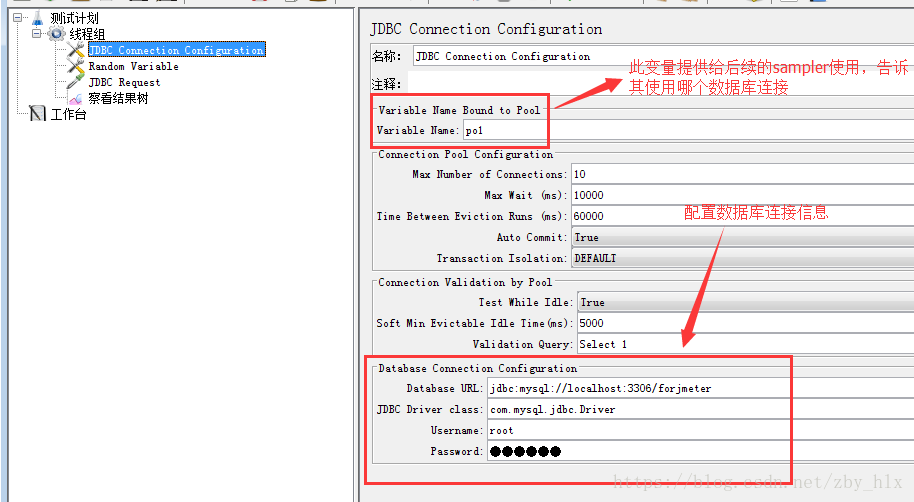 测试计划
线程组
JDBC Connection Configuration
Random Variable
JDBC Request
察看结果树
工作台
JDBC Connection Configuration
名称: JDBC Connection Configuration
注释:
此变量提供给后续的sampler使用，告诉
其使用哪个数据库连接
Variable Name Bound to Pool
Variable Name: pol
Connection Pool Configuration
Max Number of Connections: 10
Max Wait (ms): 10000
Time Between Eviction Runs (ms): 60000
配置数据库连接信息
Auto Commit: True
Transaction Isolation: DEFAULT
Connection Validation by Pool
Test While Idle: True
Soft Min Evictable Idle Time(ms): 5000
Validation Query: Select 1
Database Connection Configuration
Database URL: jdbc:mysql://localhost:3306/forjmeter
JDBC Driver class: com.mysql.jdbc.Driver
Username: root
Password: ●●●●●●
https://blog.csdn.net/zby_hlx